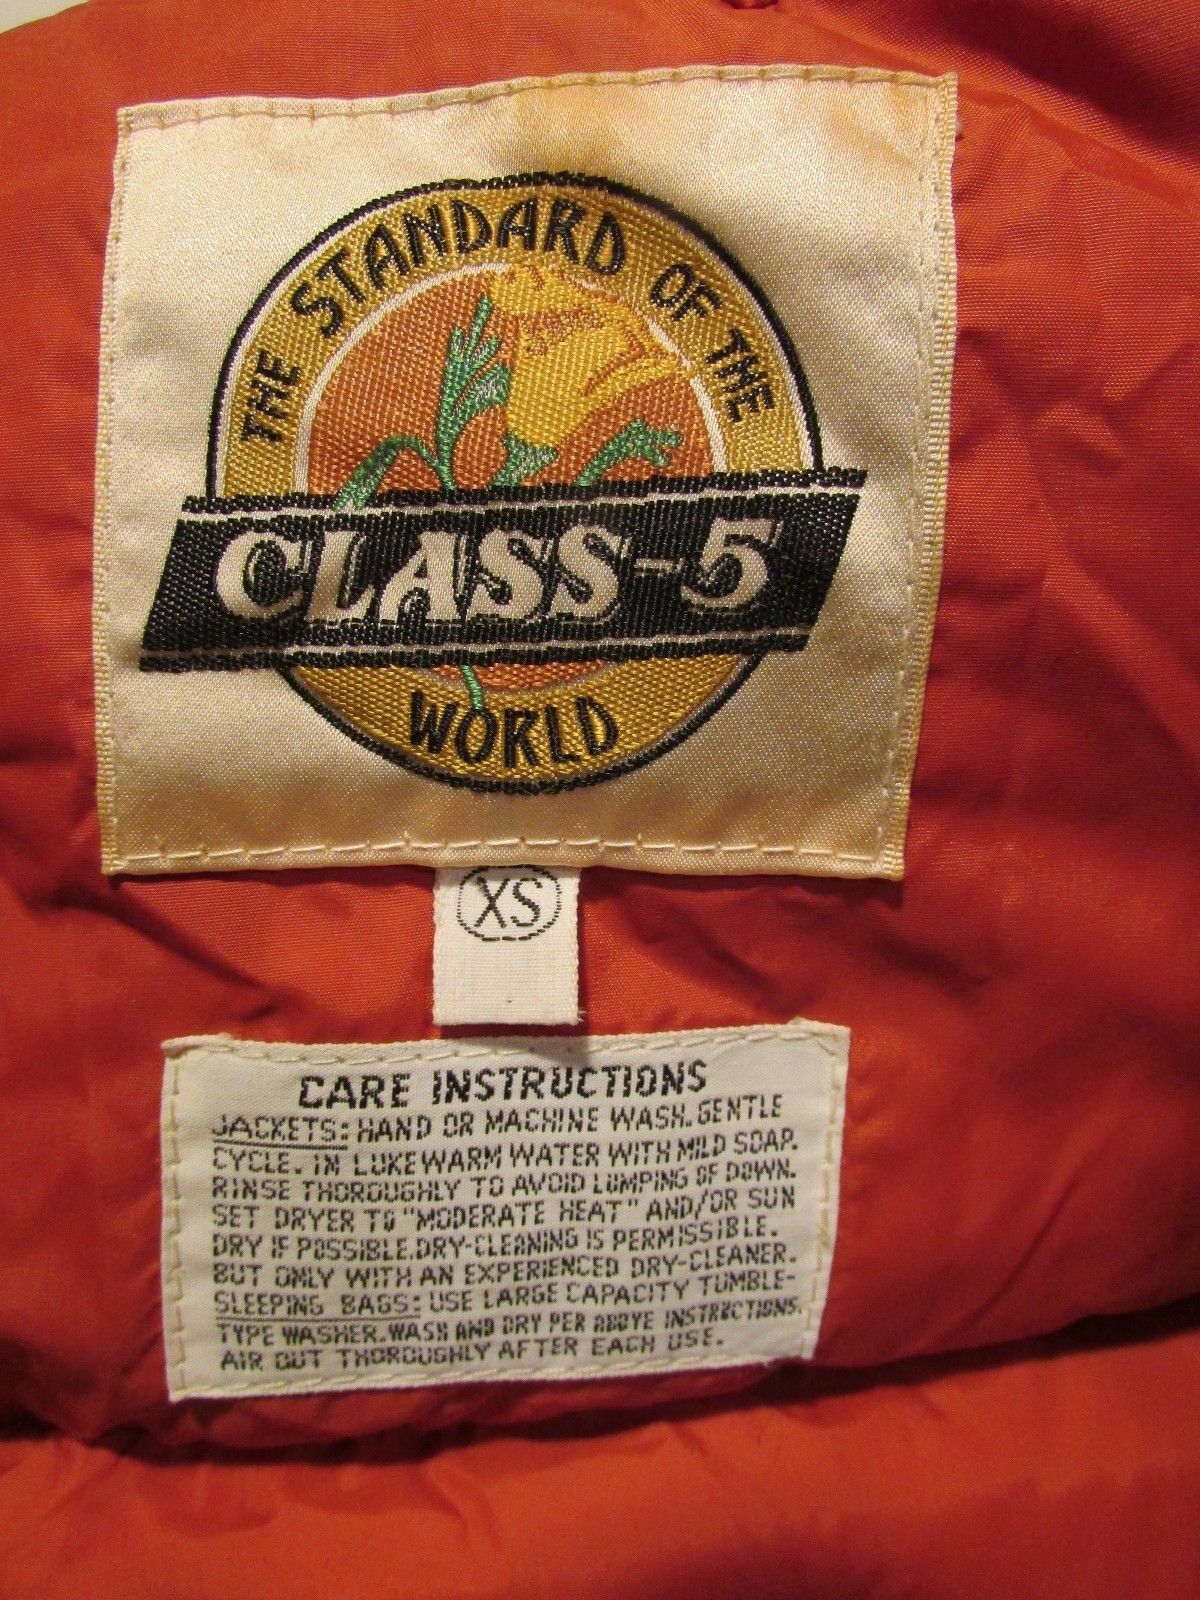 THE STANDARD OF THE
CLASS-5
WORLD
XS
CARE INSTRUCTIONS
JACKETS: HAND OR MACHINE WASH. GENTLE
CYCLE. IN LUKEWARM WATER WITH MILD SOAP.
RINSE THOROUGHLY TO AVOID LUMPING OF DOWN.
SET DRYER TO "MODERATE HEAT" AND/OR SUN
DRY IF POSSIBLE. DRY-CLEANING IS PERMISSIBLE.
BUT ONLY WITH AN EXPERIENCED DRY-CLEANER.
SLEEPING BAGS: USE LARGE CAPACITY TUMBLE-
TYPE WASHER. WASH AND DRY PER ABOVE INSTRUCTIONS.
AIR OUT THOROUGHLY AFTER EACH USE.